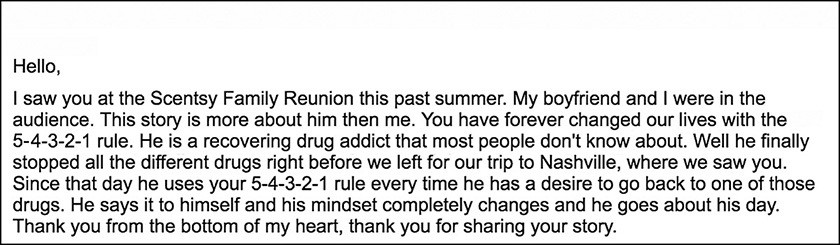 Hello,
I saw you at the Scentsy Family Reunion this past summer. My boyfriend and I were in the
audience. This story is more about him then me. You have forever changed our lives with the
5-4-3-2-1 rule. He is a recovering drug addict that most people don't know about. Well he finally
stopped all the different drugs right before we left for our trip to Nashville, where we saw you.
Since that day he uses your 5-4-3-2-1 rule every time he has a desire to go back to one of those
drugs. He says it to himself and his mindset completely changes and he goes about his day.
Thank you from the bottom of my heart, thank you for sharing your story.